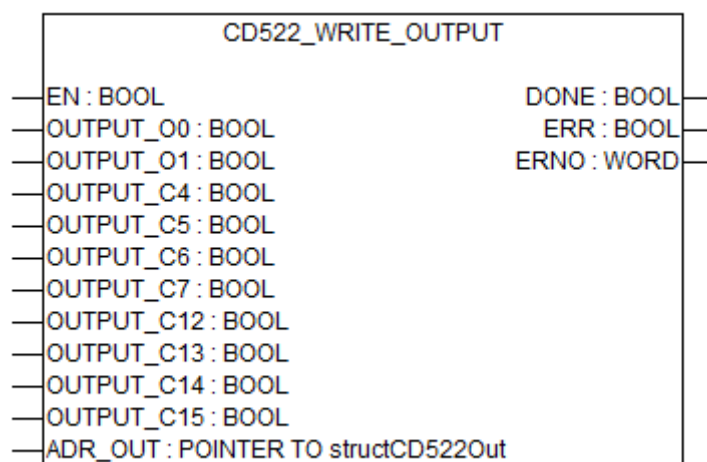 CD522_WRITE_OUTPUT
EN : BOOL DONE : BOOL
OUTPUT_O0 : BOOL ERR : BOOL
OUTPUT_O1 : BOOL ERNO : WORD
OUTPUT_C4 : BOOL
OUTPUT_C5 : BOOL
OUTPUT_C6 : BOOL
OUTPUT_C7 : BOOL
OUTPUT_C12 : BOOL
OUTPUT_C13 : BOOL
OUTPUT_C14 : BOOL
OUTPUT_C15 : BOOL
ADR_OUT : POINTER TO structCD522Out